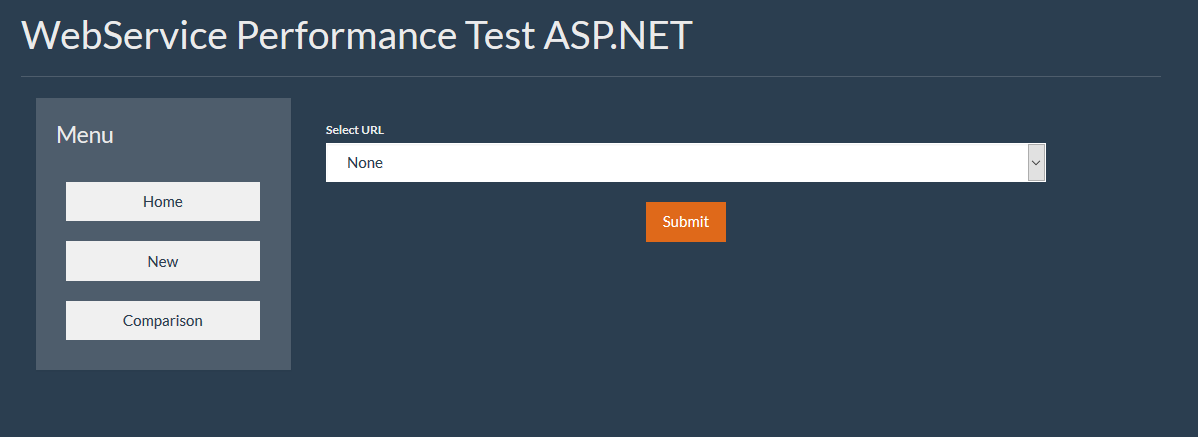 WebService Performance Test ASP.NET
Menu
Home
New
Comparison
Select URL
None
Submit